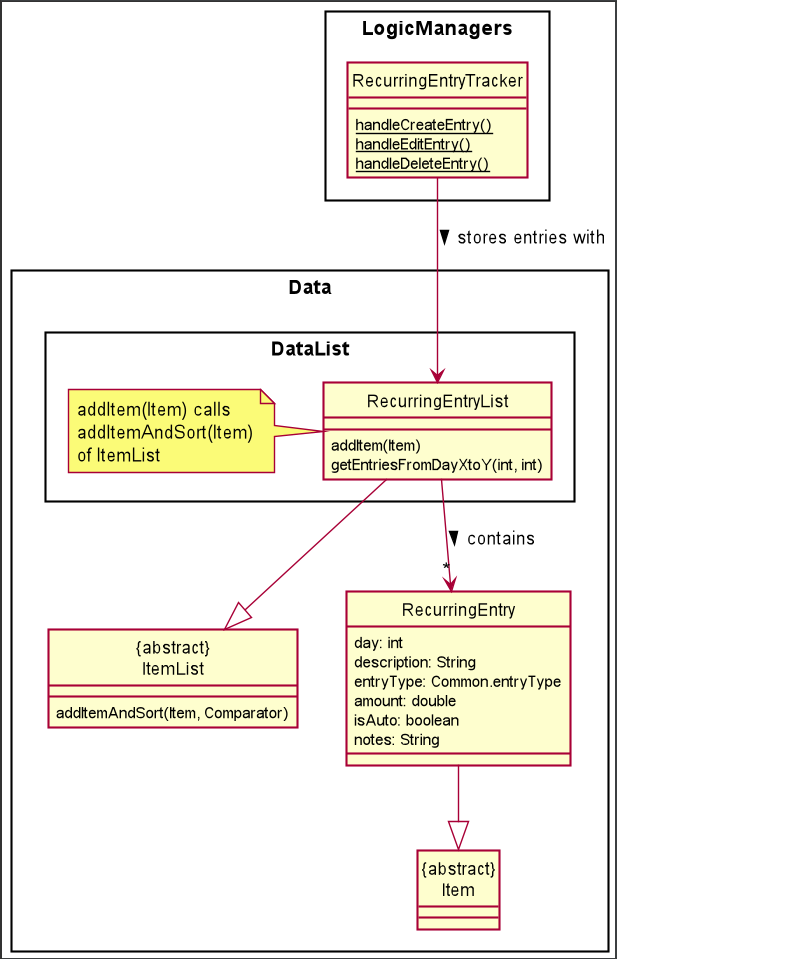 LogicManagers
RecurringEntryTracker
handleCreateEntry()
handleEditEntry()
handleDeleteEntry()
stores entries with
Data
DataList
addItem(Item) calls
addItemAndSort(Item)
of ItemList
RecurringEntryList
addItem(Item)
getEntriesFromDayXtoY(int, int)
contains
*
{abstract}
ItemList
addItemAndSort(Item, Comparator)
RecurringEntry
day: int
description: String
entryType: Common.entryType
amount: double
isAuto: boolean
notes: String
{abstract}
Item